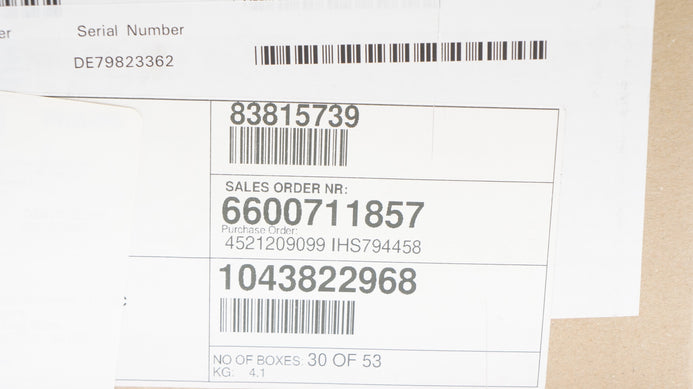 Serial Number
DE79823362
83815739
SALES ORDER NR:
6600711857
Purchase Order:
4521209099 IHS794458
1043822968
NO OF BOXES: 30 OF 53
KG: 4.1